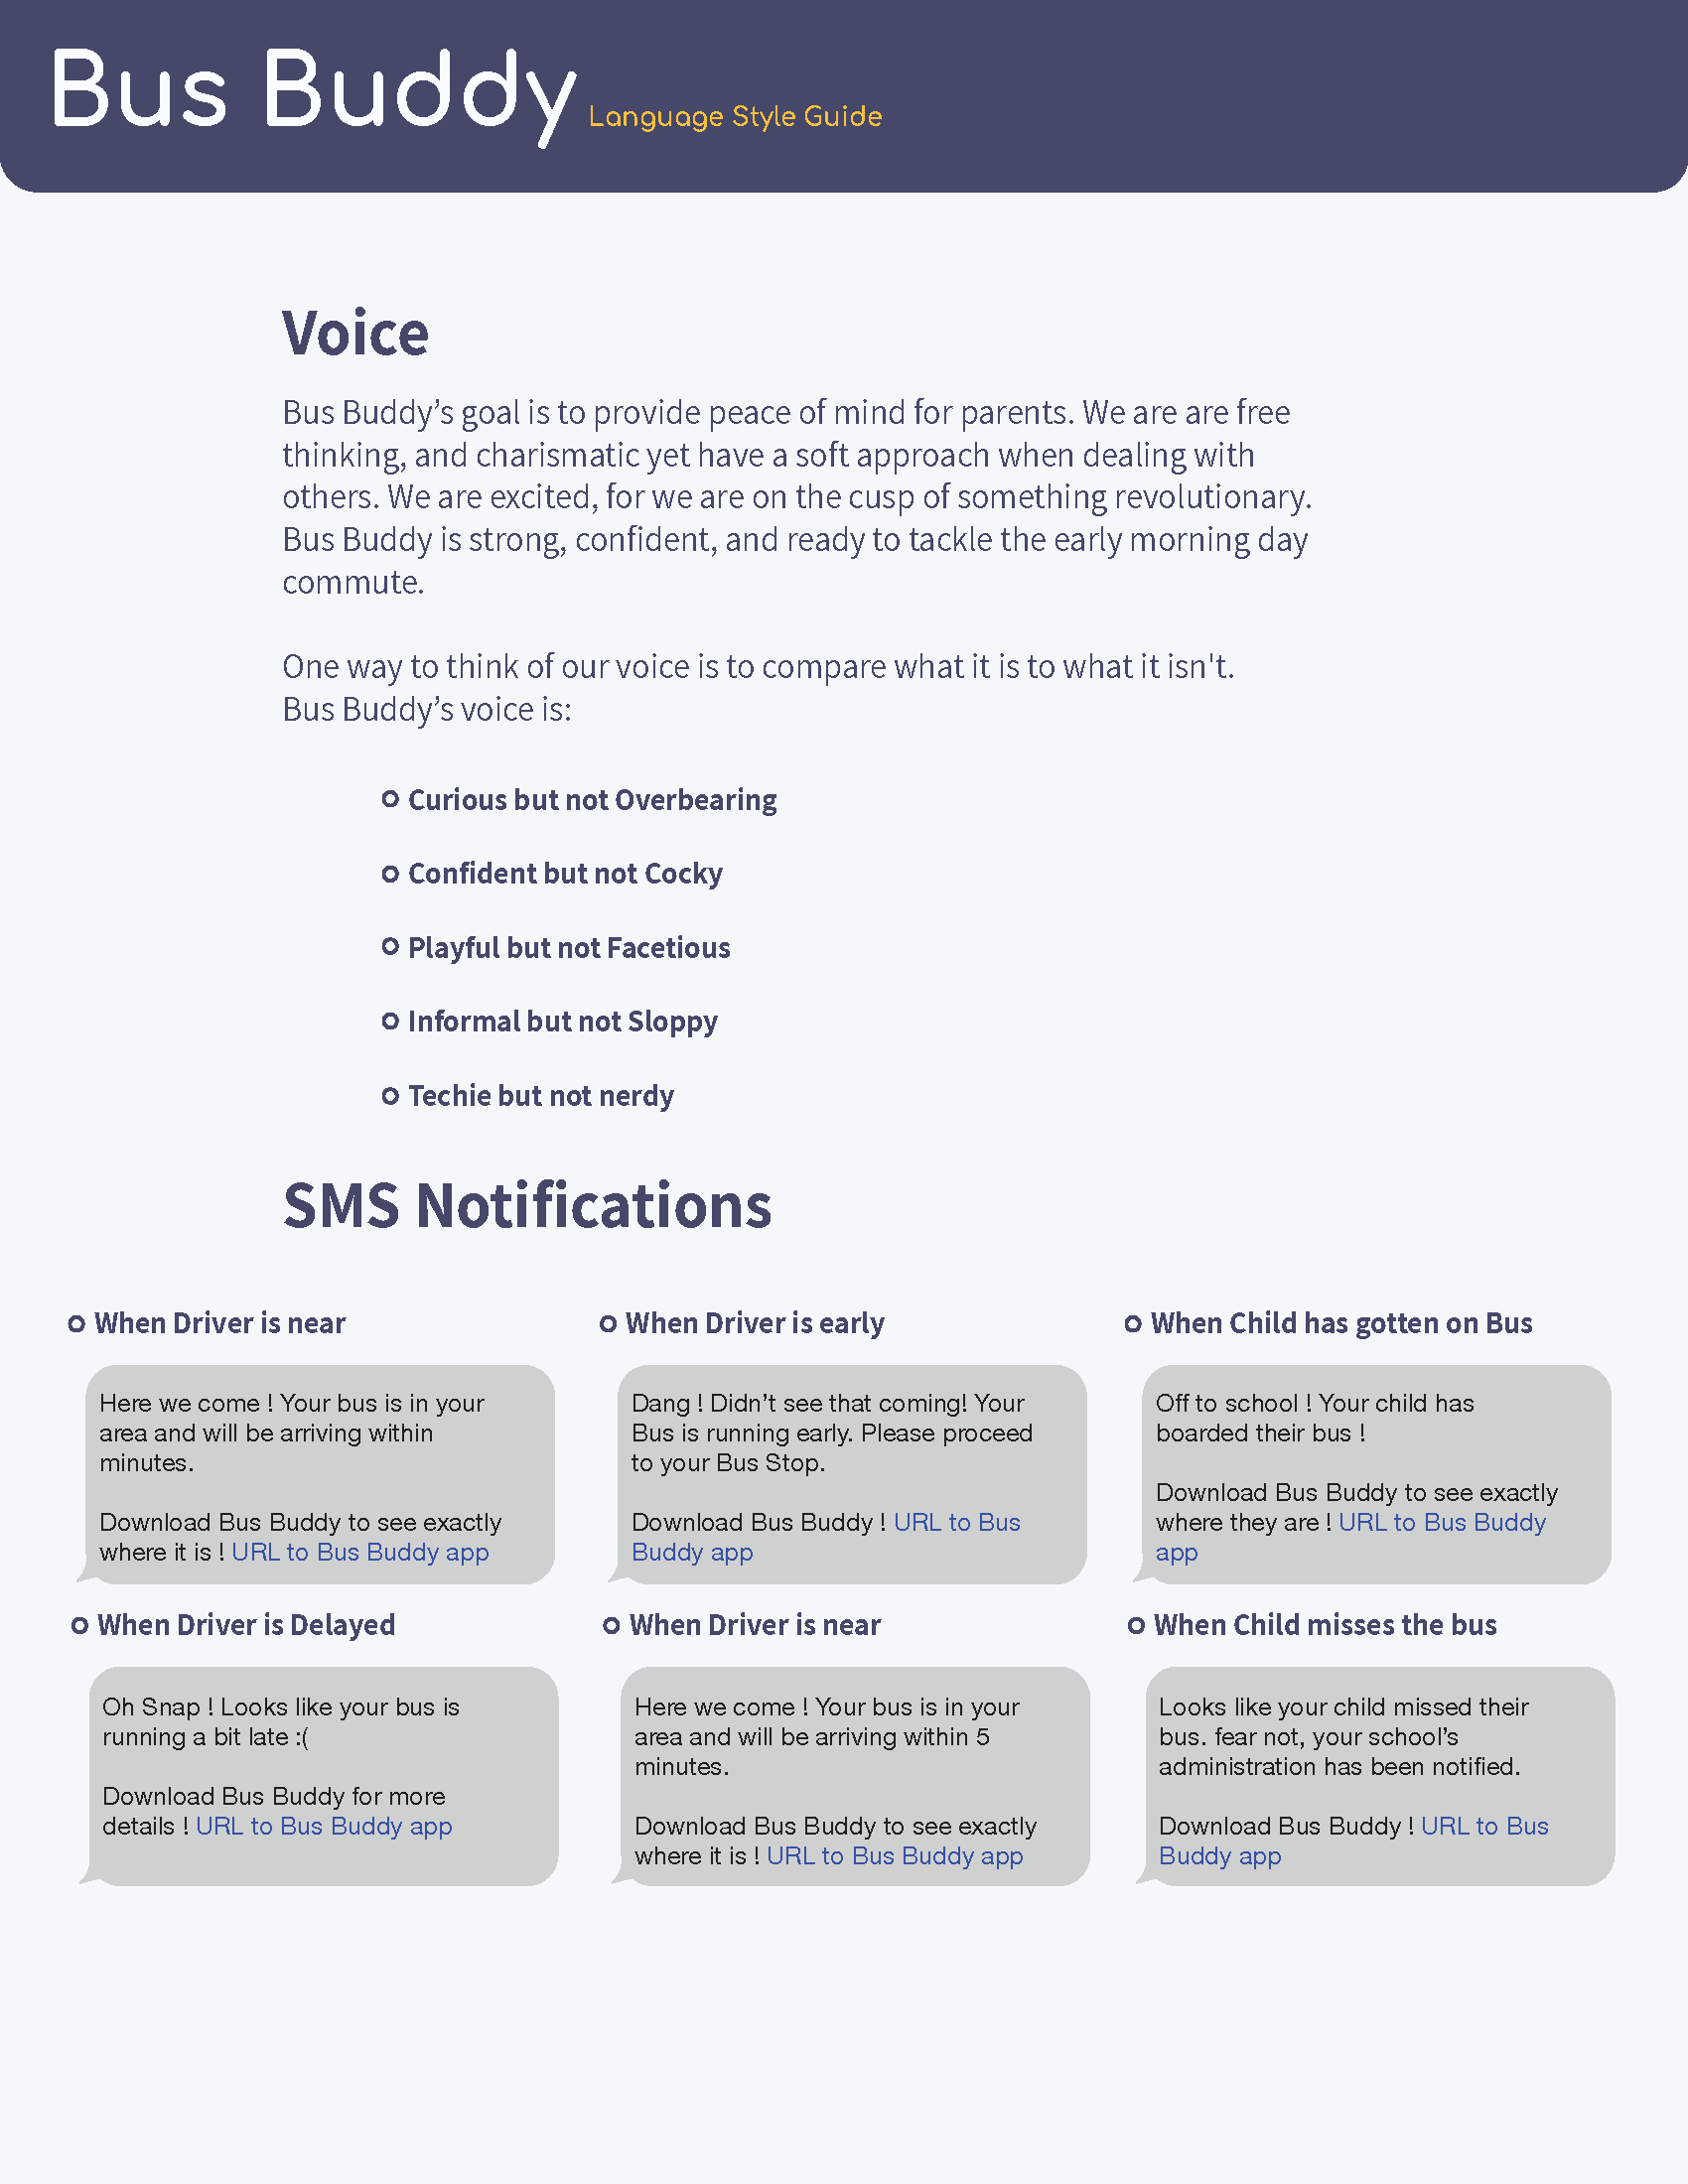 Bus Buddy Language Style Guide
Voice
Bus Buddy’s goal is to provide peace of mind for parents. We are are free
thinking, and charismatic yet have a soft approach when dealing with
others. We are excited, for we are on the cusp of something revolutionary.
Bus Buddy is strong, confident, and ready to tackle the early morning day
commute.
One way to think of our voice is to compare what it is to what it isn't.
Bus Buddy’s voice is:
Curious but not Overbearing
Confident but not Cocky
Playful but not Facetious
Informal but not Sloppy
Techie but not nerdy
SMS Notifications
When Driver is near
Here we come ! Your bus is in your
area and will be arriving within
minutes.
Download Bus Buddy to see exactly
where it is ! URL to Bus Buddy app
When Driver is early
Dang ! Didn’t see that coming! Your
Bus is running early. Please proceed
to your Bus Stop.
Download Bus Buddy ! URL to Bus
Buddy app
When Child has gotten on Bus
Off to school ! Your child has
boarded their bus !
Download Bus Buddy to see exactly
where they are ! URL to Bus Buddy
app
When Driver is Delayed
Oh Snap ! Looks like your bus is
running a bit late :(
Download Bus Buddy for more
details ! URL to Bus Buddy app
When Driver is near
Here we come ! Your bus is in your
area and will be arriving within 5
minutes.
Download Bus Buddy to see exactly
where it is ! URL to Bus Buddy app
When Child misses the bus
Looks like your child missed their
bus. fear not, your school’s
administration has been notified.
Download Bus Buddy ! URL to Bus
Buddy app